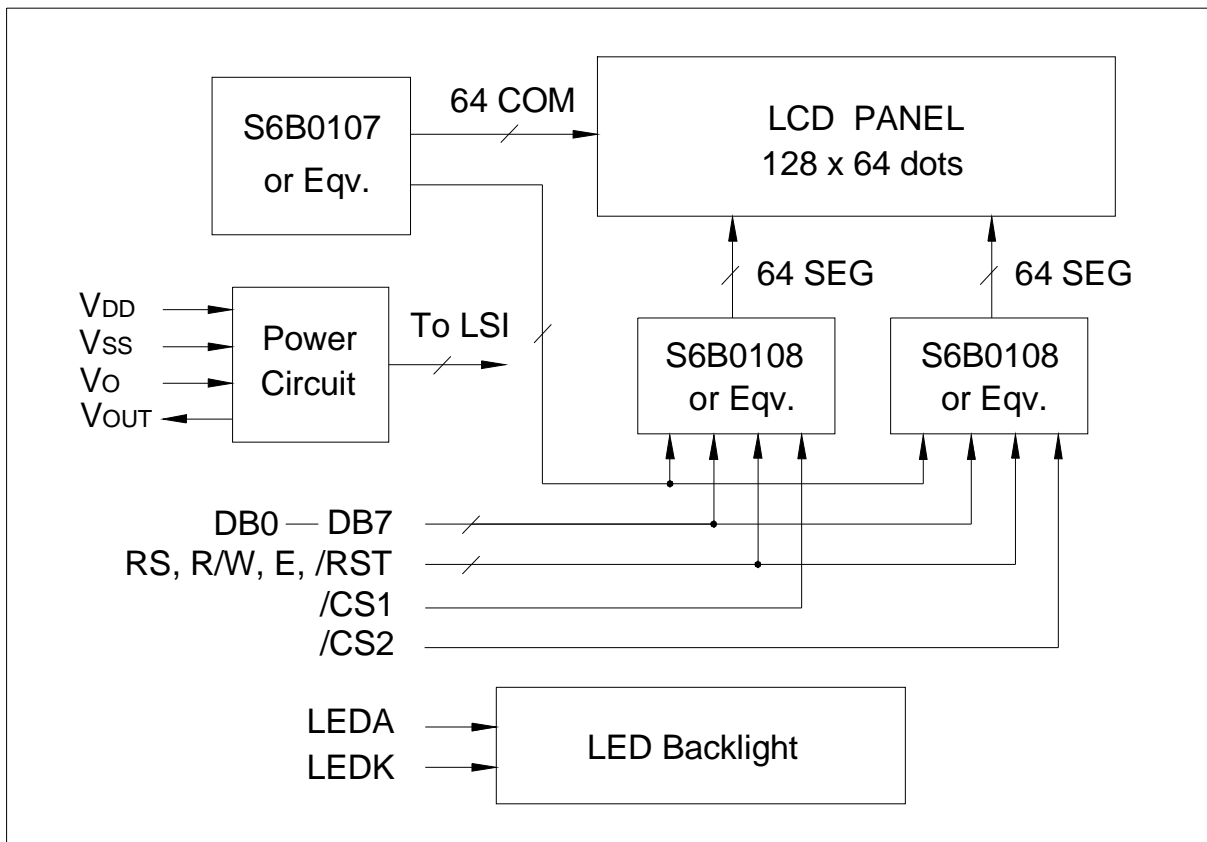 S6B0107
or Eqv.
64 COM
LCD PANEL
128 x 64 dots
64 SEG
64 SEG
VDD
VSS
VO
VOUT
Power
Circuit
To LSI
S6B0108
or Eqv.
S6B0108
or Eqv.
DB0 — DB7
RS, R/W, E, /RST
/CS1
/CS2
LEDA
LEDK
LED Backlight